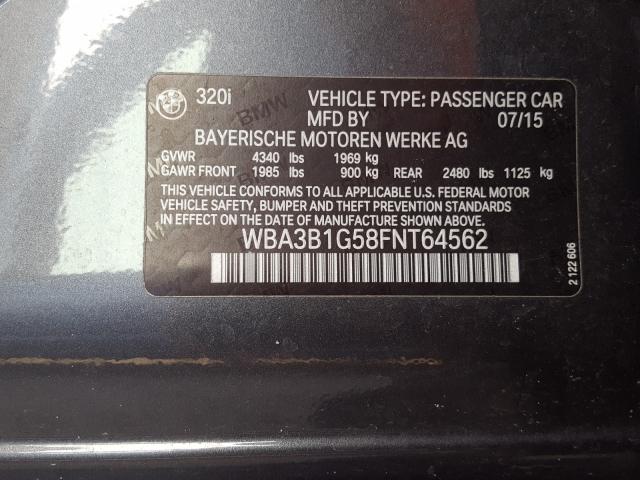 320i VEHICLE TYPE: PASSENGER CAR
MFD BY 07/15
BAYERISCHE MOTOREN WERKE AG
GVWR 4340 lbs 1969 kg
GAWR FRONT 1985 lbs 900 kg REAR 2480 lbs 1125 kg
THIS VEHICLE CONFORMS TO ALL APPLICABLE U.S. FEDERAL MOTOR
VEHICLE SAFETY, BUMPER AND THEFT PREVENTION STANDARDS
IN EFFECT ON THE DATE OF MANUFACTURE SHOWN ABOVE.
WBA3B1G58FNT64562
2 122 606
BMW